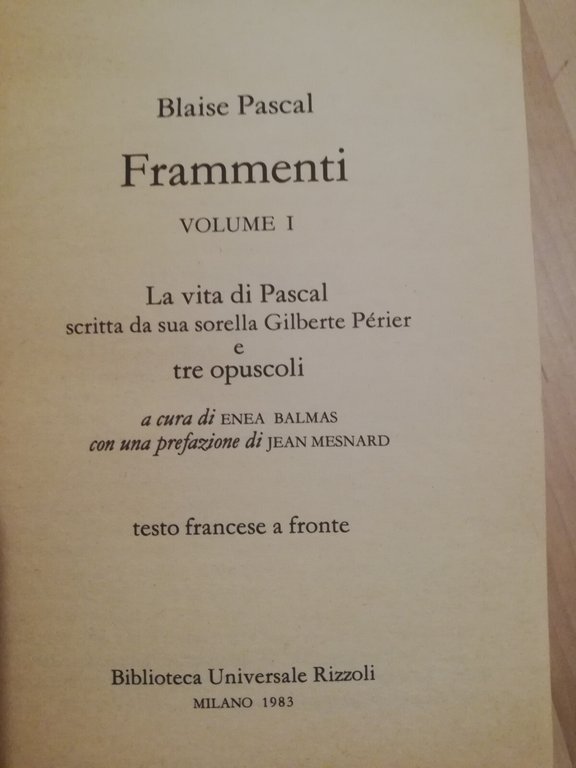 Blaise Pascal
Frammenti
VOLUME I
La vita di Pascal
scritta da sua sorella Gilberte Périer
e
tre opuscoli
a cura di ENEA BALMAS
con una prefazione di JEAN MESNARD
testo francese a fronte
Biblioteca Universale Rizzoli
MILANO 1983